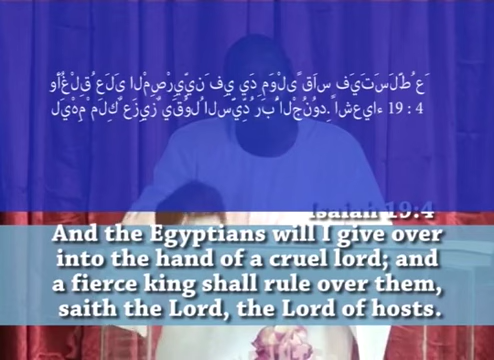 وَأُغْلِقُ عَلَى الْمِصْرِيِّينَ فِي يَدِ مَوْلًى قَاسٍ، فَيَتَسَلَّطُ عَ
لَيْهِمْ مَلِكٌ عَزِيزٌ، يَقُولُ السَّيِّدُ رَبُّ الْجُنُودِ. اشعياء 19 : 4
Isaiah 19:4
And the Egyptians will I give over
into the hand of a cruel lord; and
a fierce king shall rule over them,
saith the Lord, the Lord of hosts.